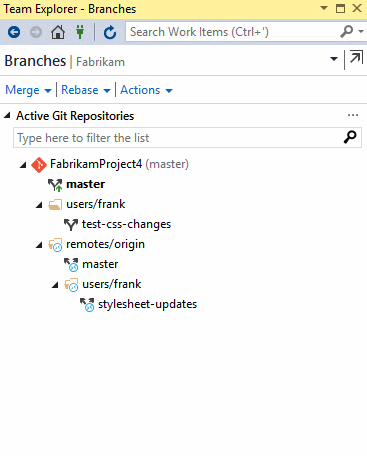 Team Explorer - Branches
Search Work Items (Ctrl+')
Branches | Fabrikam
Merge | Rebase | Actions
Active Git Repositories
Type here to filter the list
FabrikamProject4 (master)
master
users/frank
test-css-changes
remotes/origin
master
users/frank
stylesheet-updates